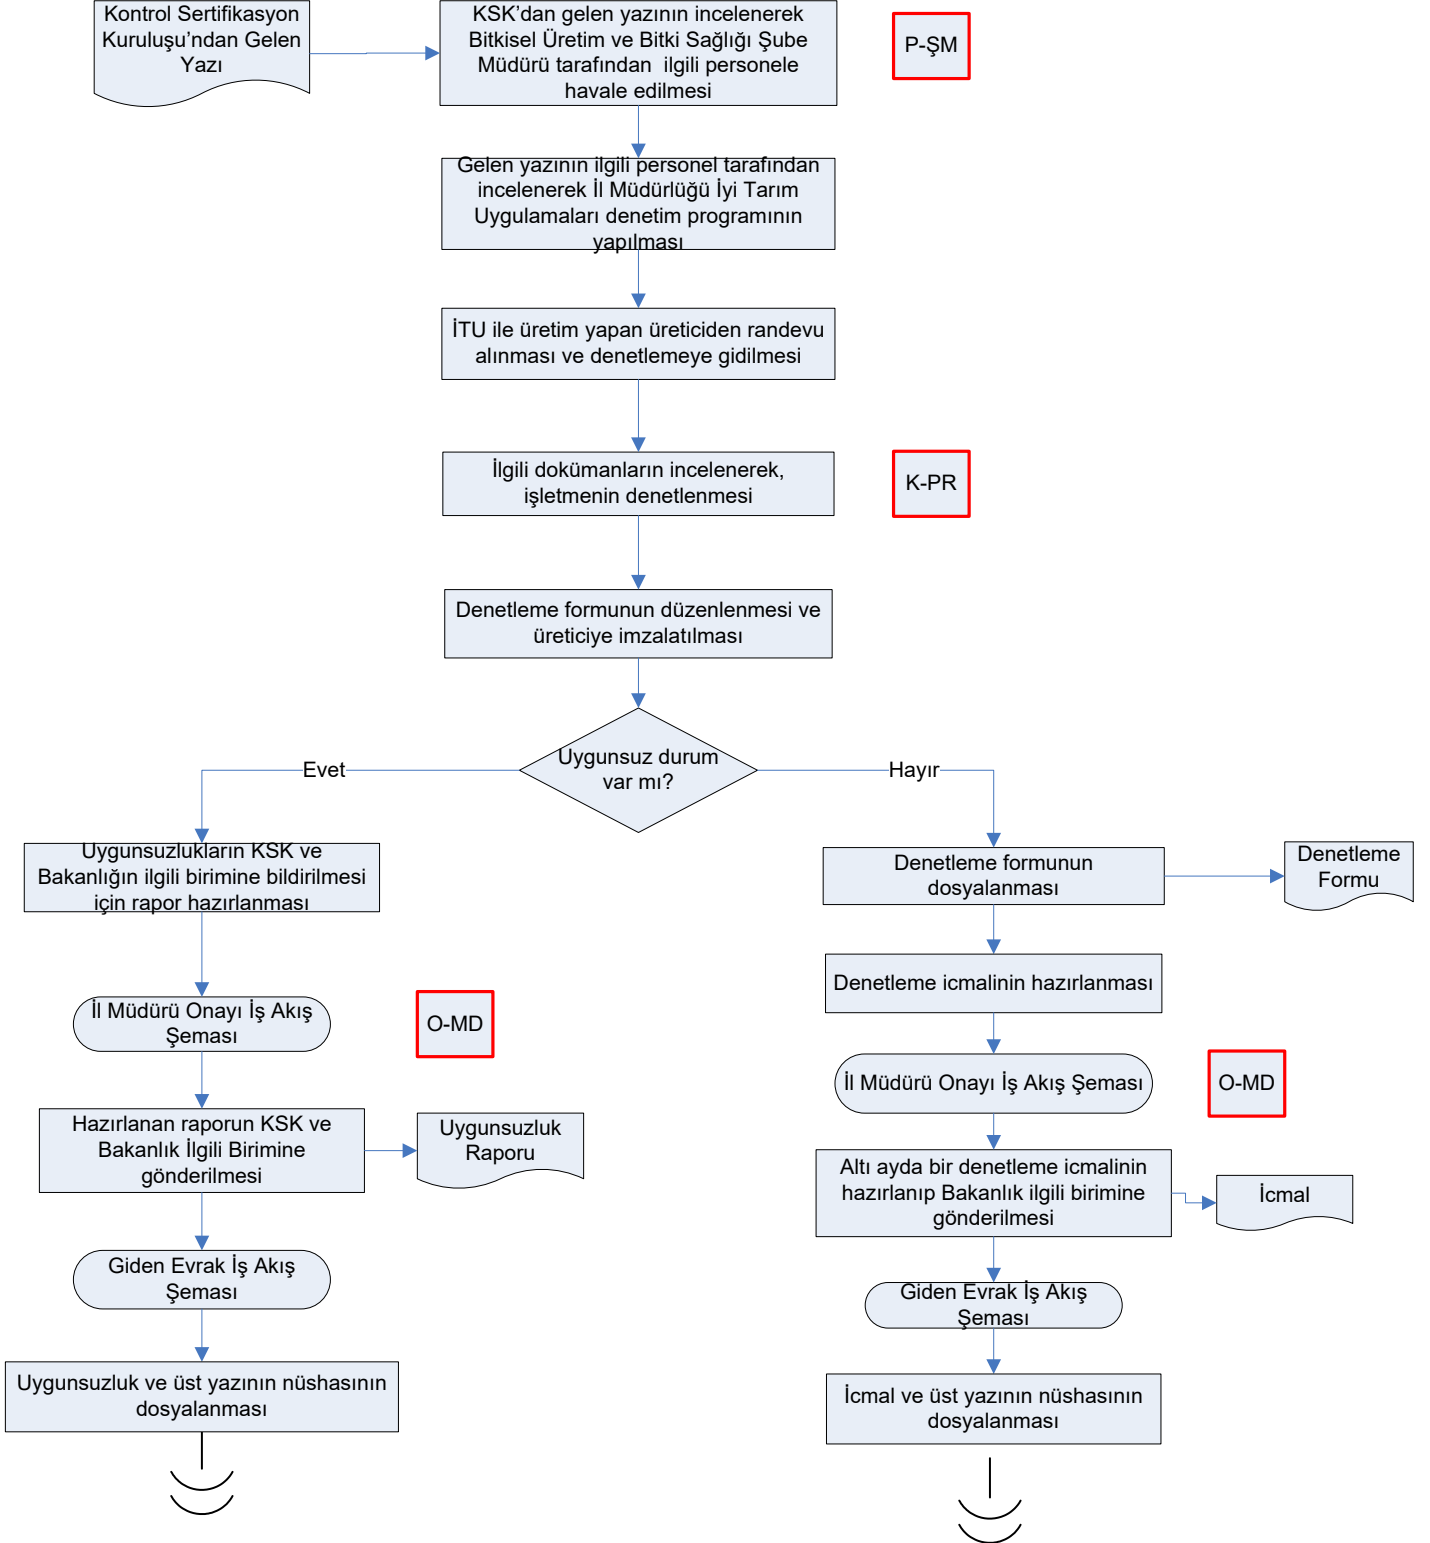 Kontrol Sertifikasyon
Kuruluşu’ndan Gelen
Yazı
KSK’dan gelen yazının incelenerek
Bitkisel Üretim ve Bitki Sağlığı Şube
Müdürü tarafından  ilgili personele
havale edilmesi
P-ŞM
Gelen yazının ilgili personel tarafından
incelenerek İl Müdürlüğü İyi Tarım
Uygulamaları denetim programının
yapılması
İTU ile üretim yapan üreticiden randevu
alınması ve denetlemeye gidilmesi
İlgili dokümanların incelenerek,
işletmenin denetlenmesi
K-PR
Denetleme formunun düzenlenmesi ve
üreticiye imzalatılması
Uygunsuz durum
var mı?
Evet
Hayır
Uygunsuzlukların KSK ve
Bakanlığın ilgili birimine bildirilmesi
için rapor hazırlanması
İl Müdürü Onayı İş Akış
Şeması
O-MD
Hazırlanan raporun KSK ve
Bakanlık İlgili Birimine
gönderilmesi
Uygunsuzluk
Raporu
Giden Evrak İş Akış
Şeması
Uygunsuzluk ve üst yazının nüshasının
dosyalanması
Denetleme formunun
dosyalanması
Denetleme
Formu
Denetleme icmalinin hazırlanması
İl Müdürü Onayı İş Akış Şeması
O-MD
Altı ayda bir denetleme icmalinin
hazırlanıp Bakanlık ilgili birimine
gönderilmesi
İcmal
Giden Evrak İş Akış
Şeması
İcmal ve üst yazının nüshasının
dosyalanması